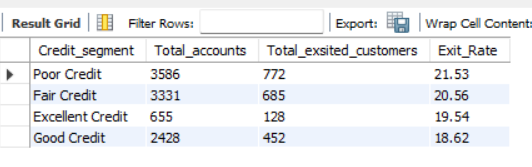 Result Grid Filter Rows: Export: Wrap Cell Content:
Credit_segment Total_accounts Total_exsited_customers Exit_Rate
Poor Credit 3586 772 21.53
Fair Credit 3331 685 20.56
Excellent Credit 655 128 19.54
Good Credit 2428 452 18.62